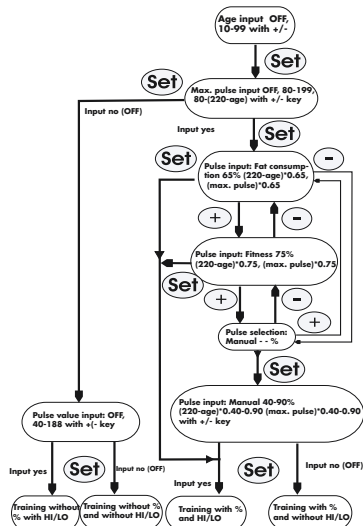 Age input OFF,
10-99 with +/-
Set
Set
Max. pulse input OFF, 80-199,
80-(220-age) with +/- key
Input no (OFF)
Input yes
Set
Set
Pulse input: Fat consump-
tion 65% (220-age)*0.65,
(max. pulse)*0.65
-
+
-
Pulse input: Fitness 75%
(220-age)*0.75, (max. pulse)*0.75
Set
+
-
+
Pulse selection:
Manual - - %
Set
Pulse input: Manual 40-90%
(220-age)*0.40-0.90 (max. pulse)*0.40-0.90
with +/- key
Pulse value input: OFF,
40-188 with +(- key
Input yes
Set
Input no (OFF)
Input yes
Set
Input no (OFF)
Training without
% with HI/LO
Training without %
and without HI/LO
Training with %
and HI/LO
Training with %
and without HI/LO